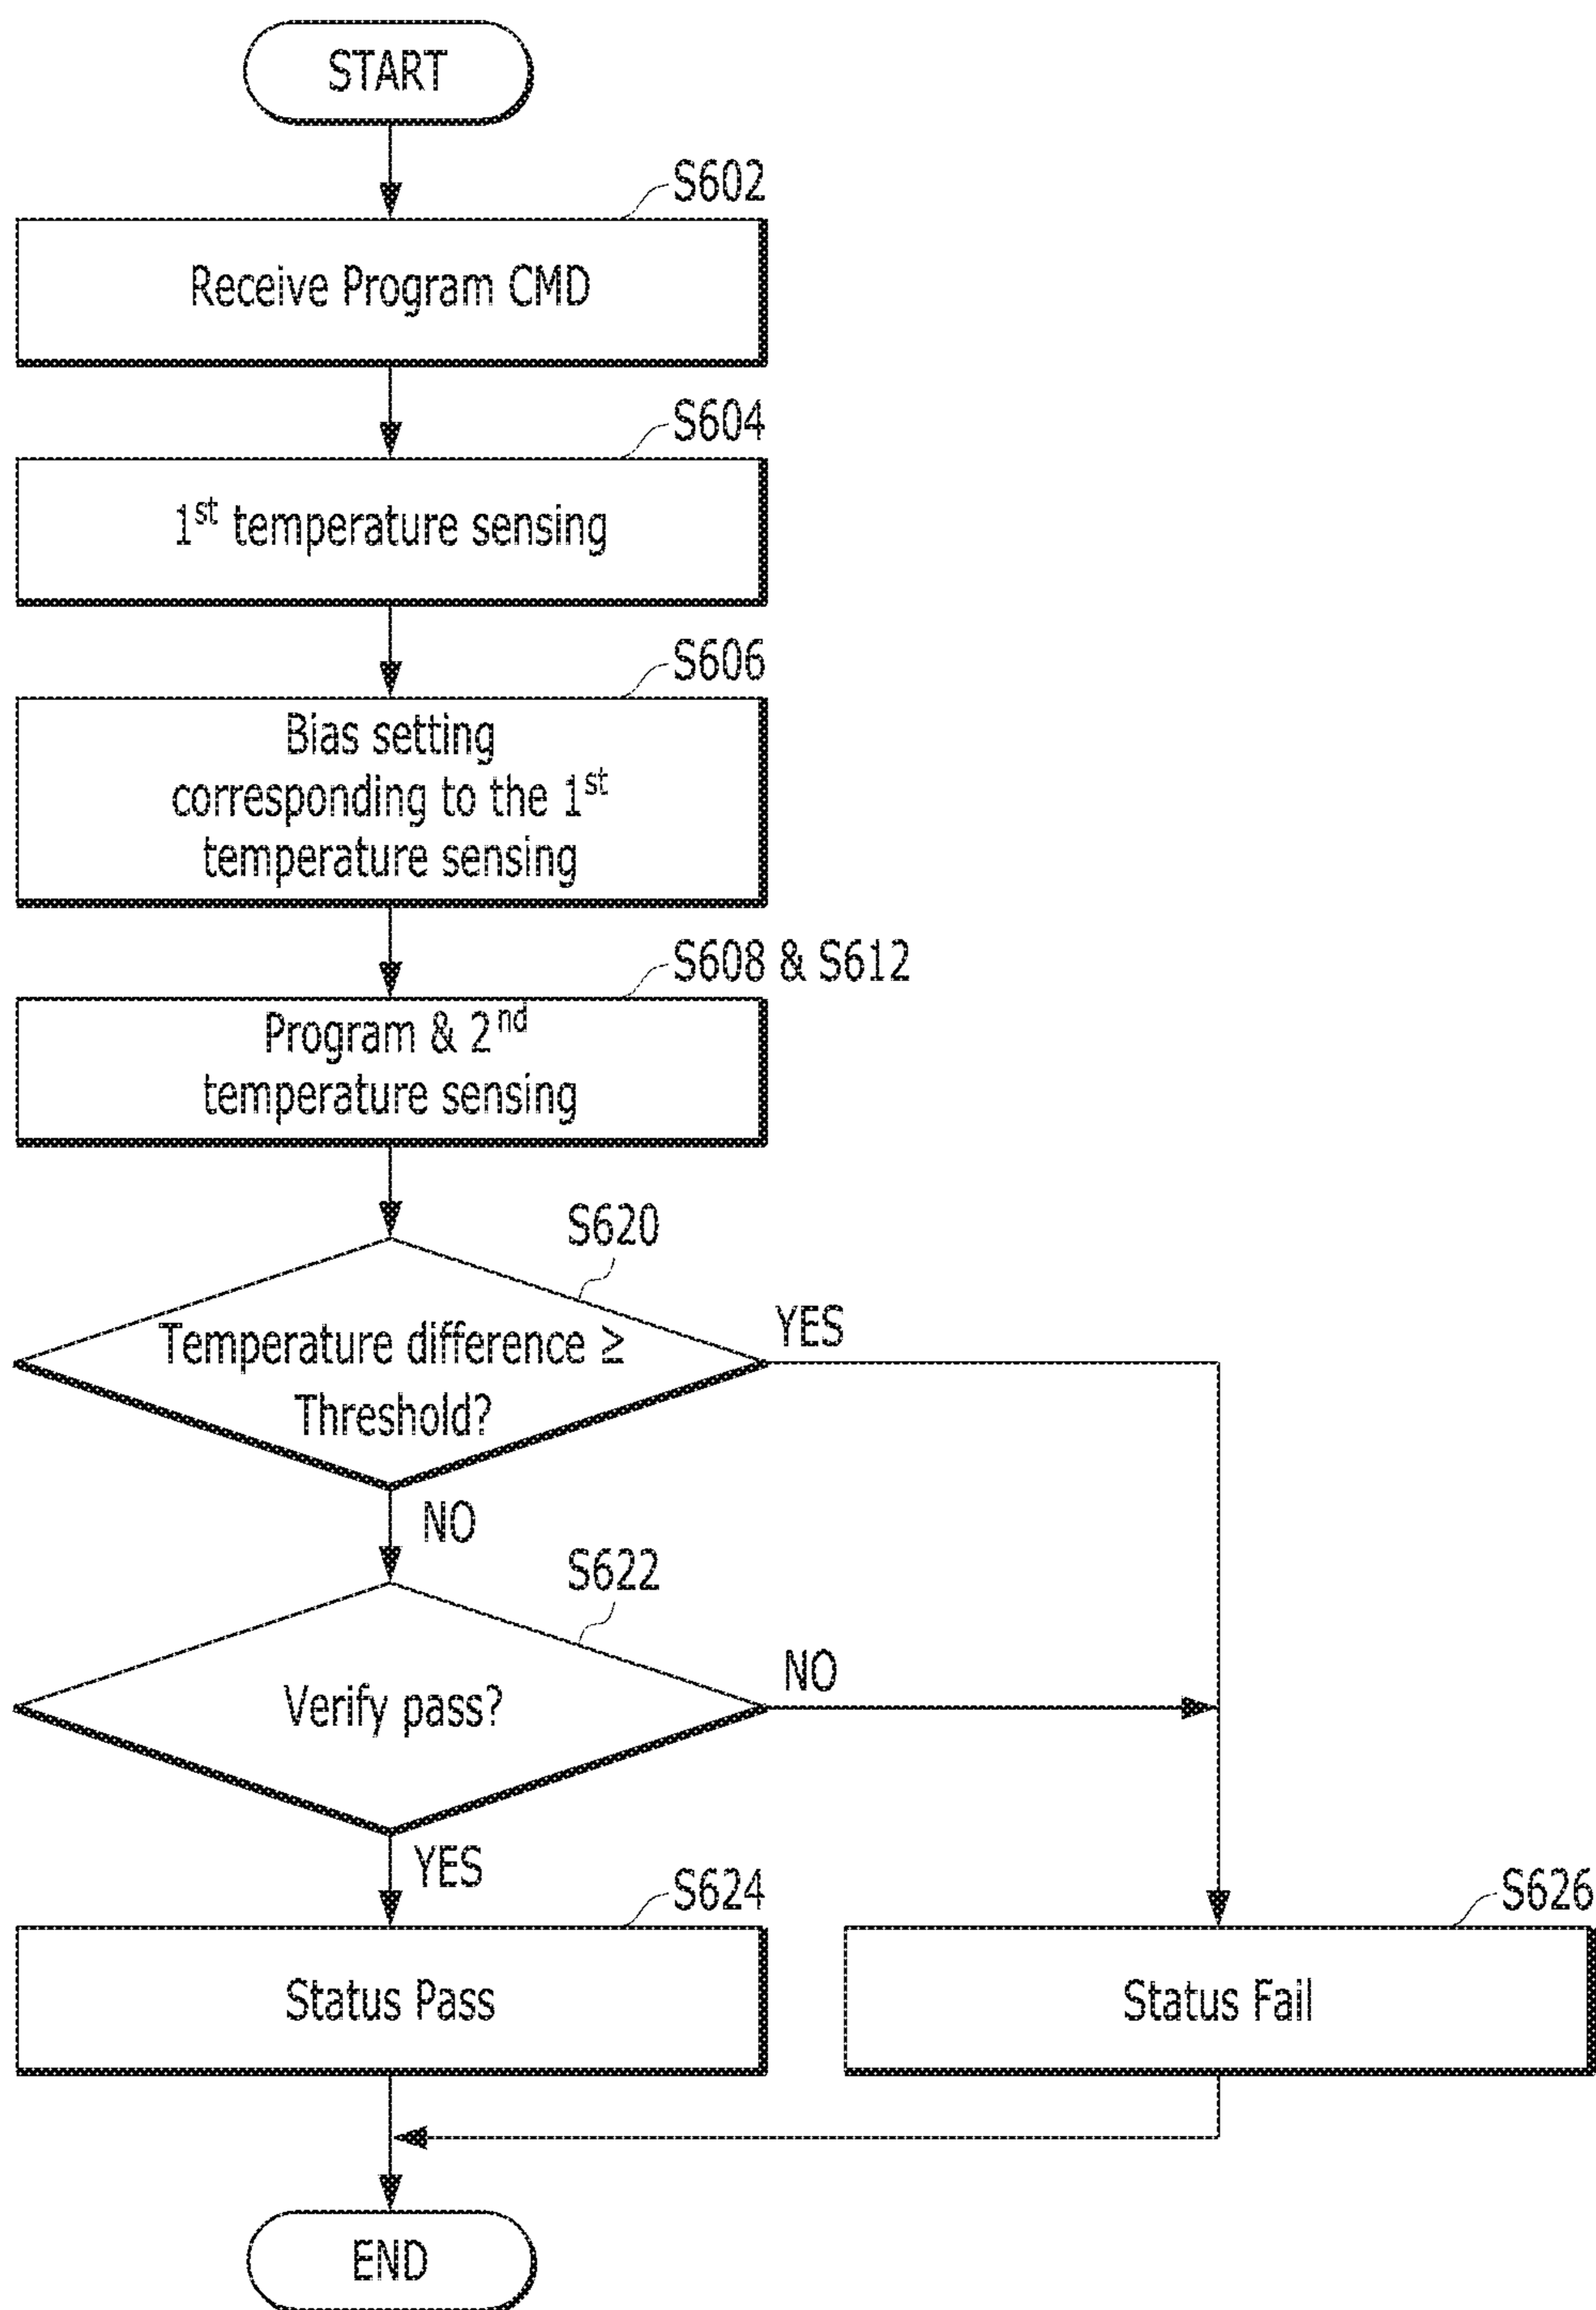 START
S602
Receive Program CMD
S604
1st temperature sensing
S606
Bias setting
corresponding to the 1st
temperature sensing
S608 & S612
Program & 2nd
temperature sensing
S620
Temperature difference ≥
Threshold?
YES
NO
S622
Verify pass?
NO
YES
S624
Status Pass
S626
Status Fail
END